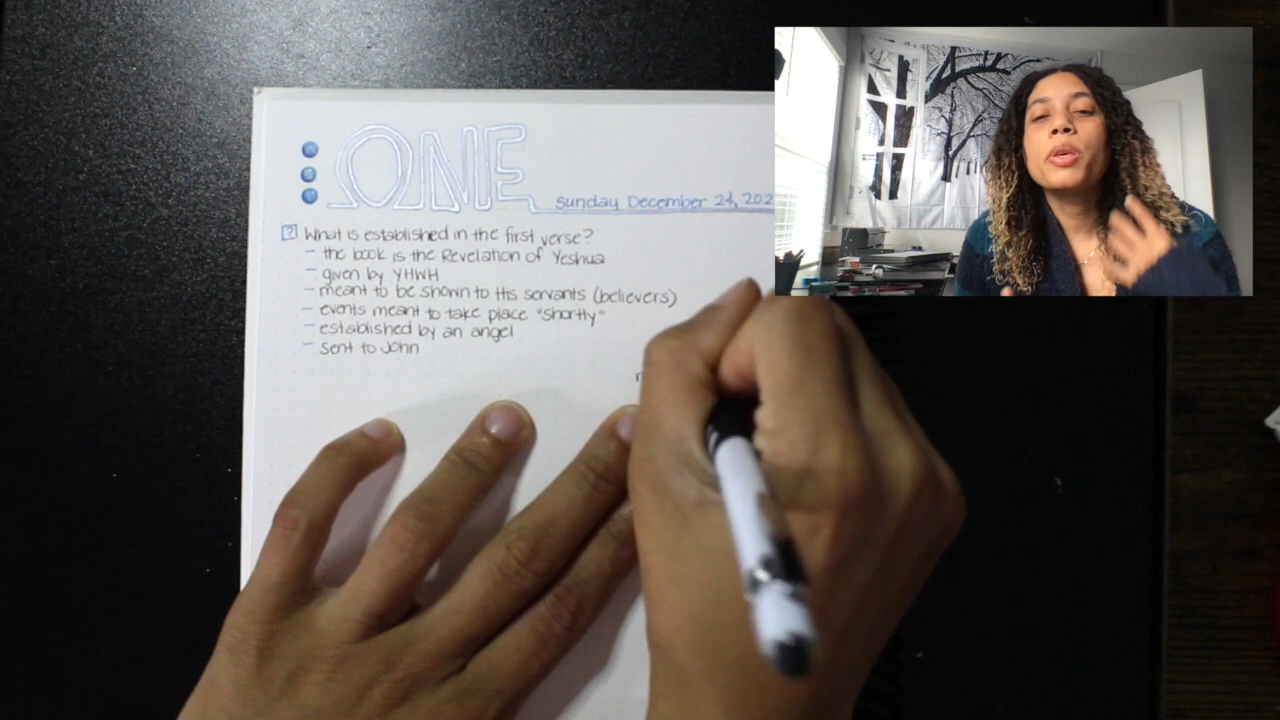 ONE
Sunday December 24, 202
? What is established in the first verse?
- the book is the Revelation of Yeshua
- given by YHWH
- meant to be shown to His servants (believers)
- events meant to take place "shortly"
- established by an angel
- sent to John